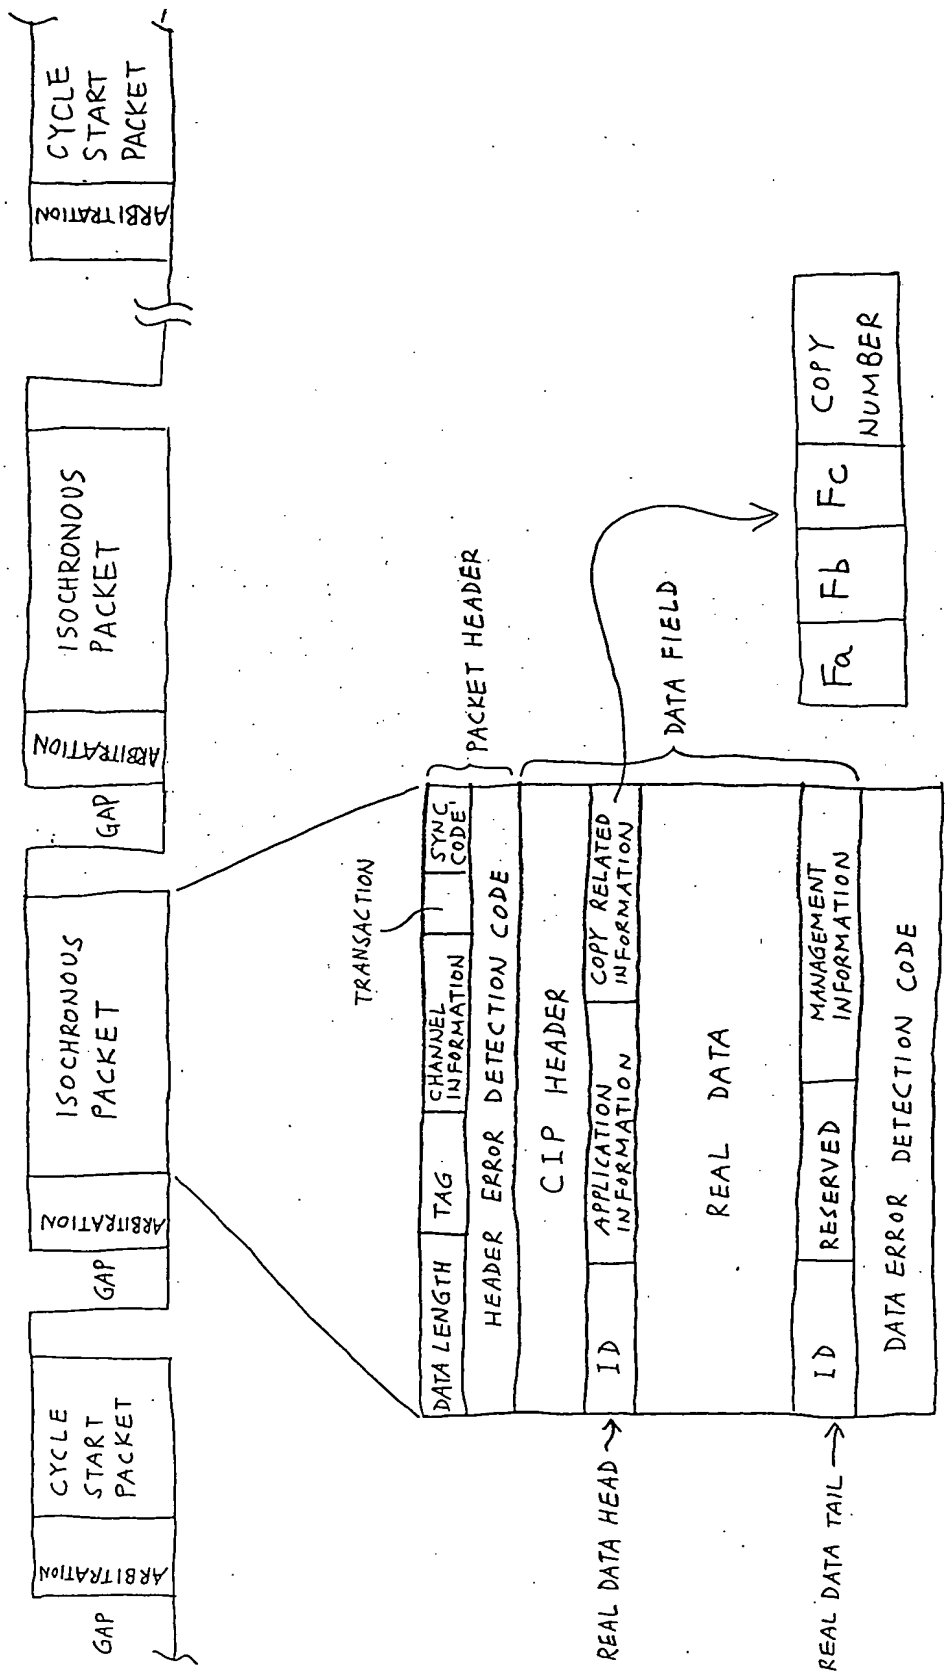 GAP
ARBITRATION
CYCLE
START
PACKET
GAP
ARBITRATION
ISOCHRONOUS
PACKET
GAP
ARBITRATION
ISOCHRONOUS
PACKET
ARBITRATION
CYCLE
START
PACKET
TRANSACTION
DATA LENGTH
TAG
CHANNEL
INFORMATION
SYNC
CODE
PACKET HEADER
HEADER ERROR DETECTION CODE
CIP HEADER
REAL DATA HEAD
ID
APPLICATION
INFORMATION
COPY RELATED
INFORMATION
DATA FIELD
REAL DATA
REAL DATA TAIL
ID
RESERVED
MANAGEMENT
INFORMATION
DATA ERROR DETECTION CODE
Fa
Fb
Fc
COPY
NUMBER